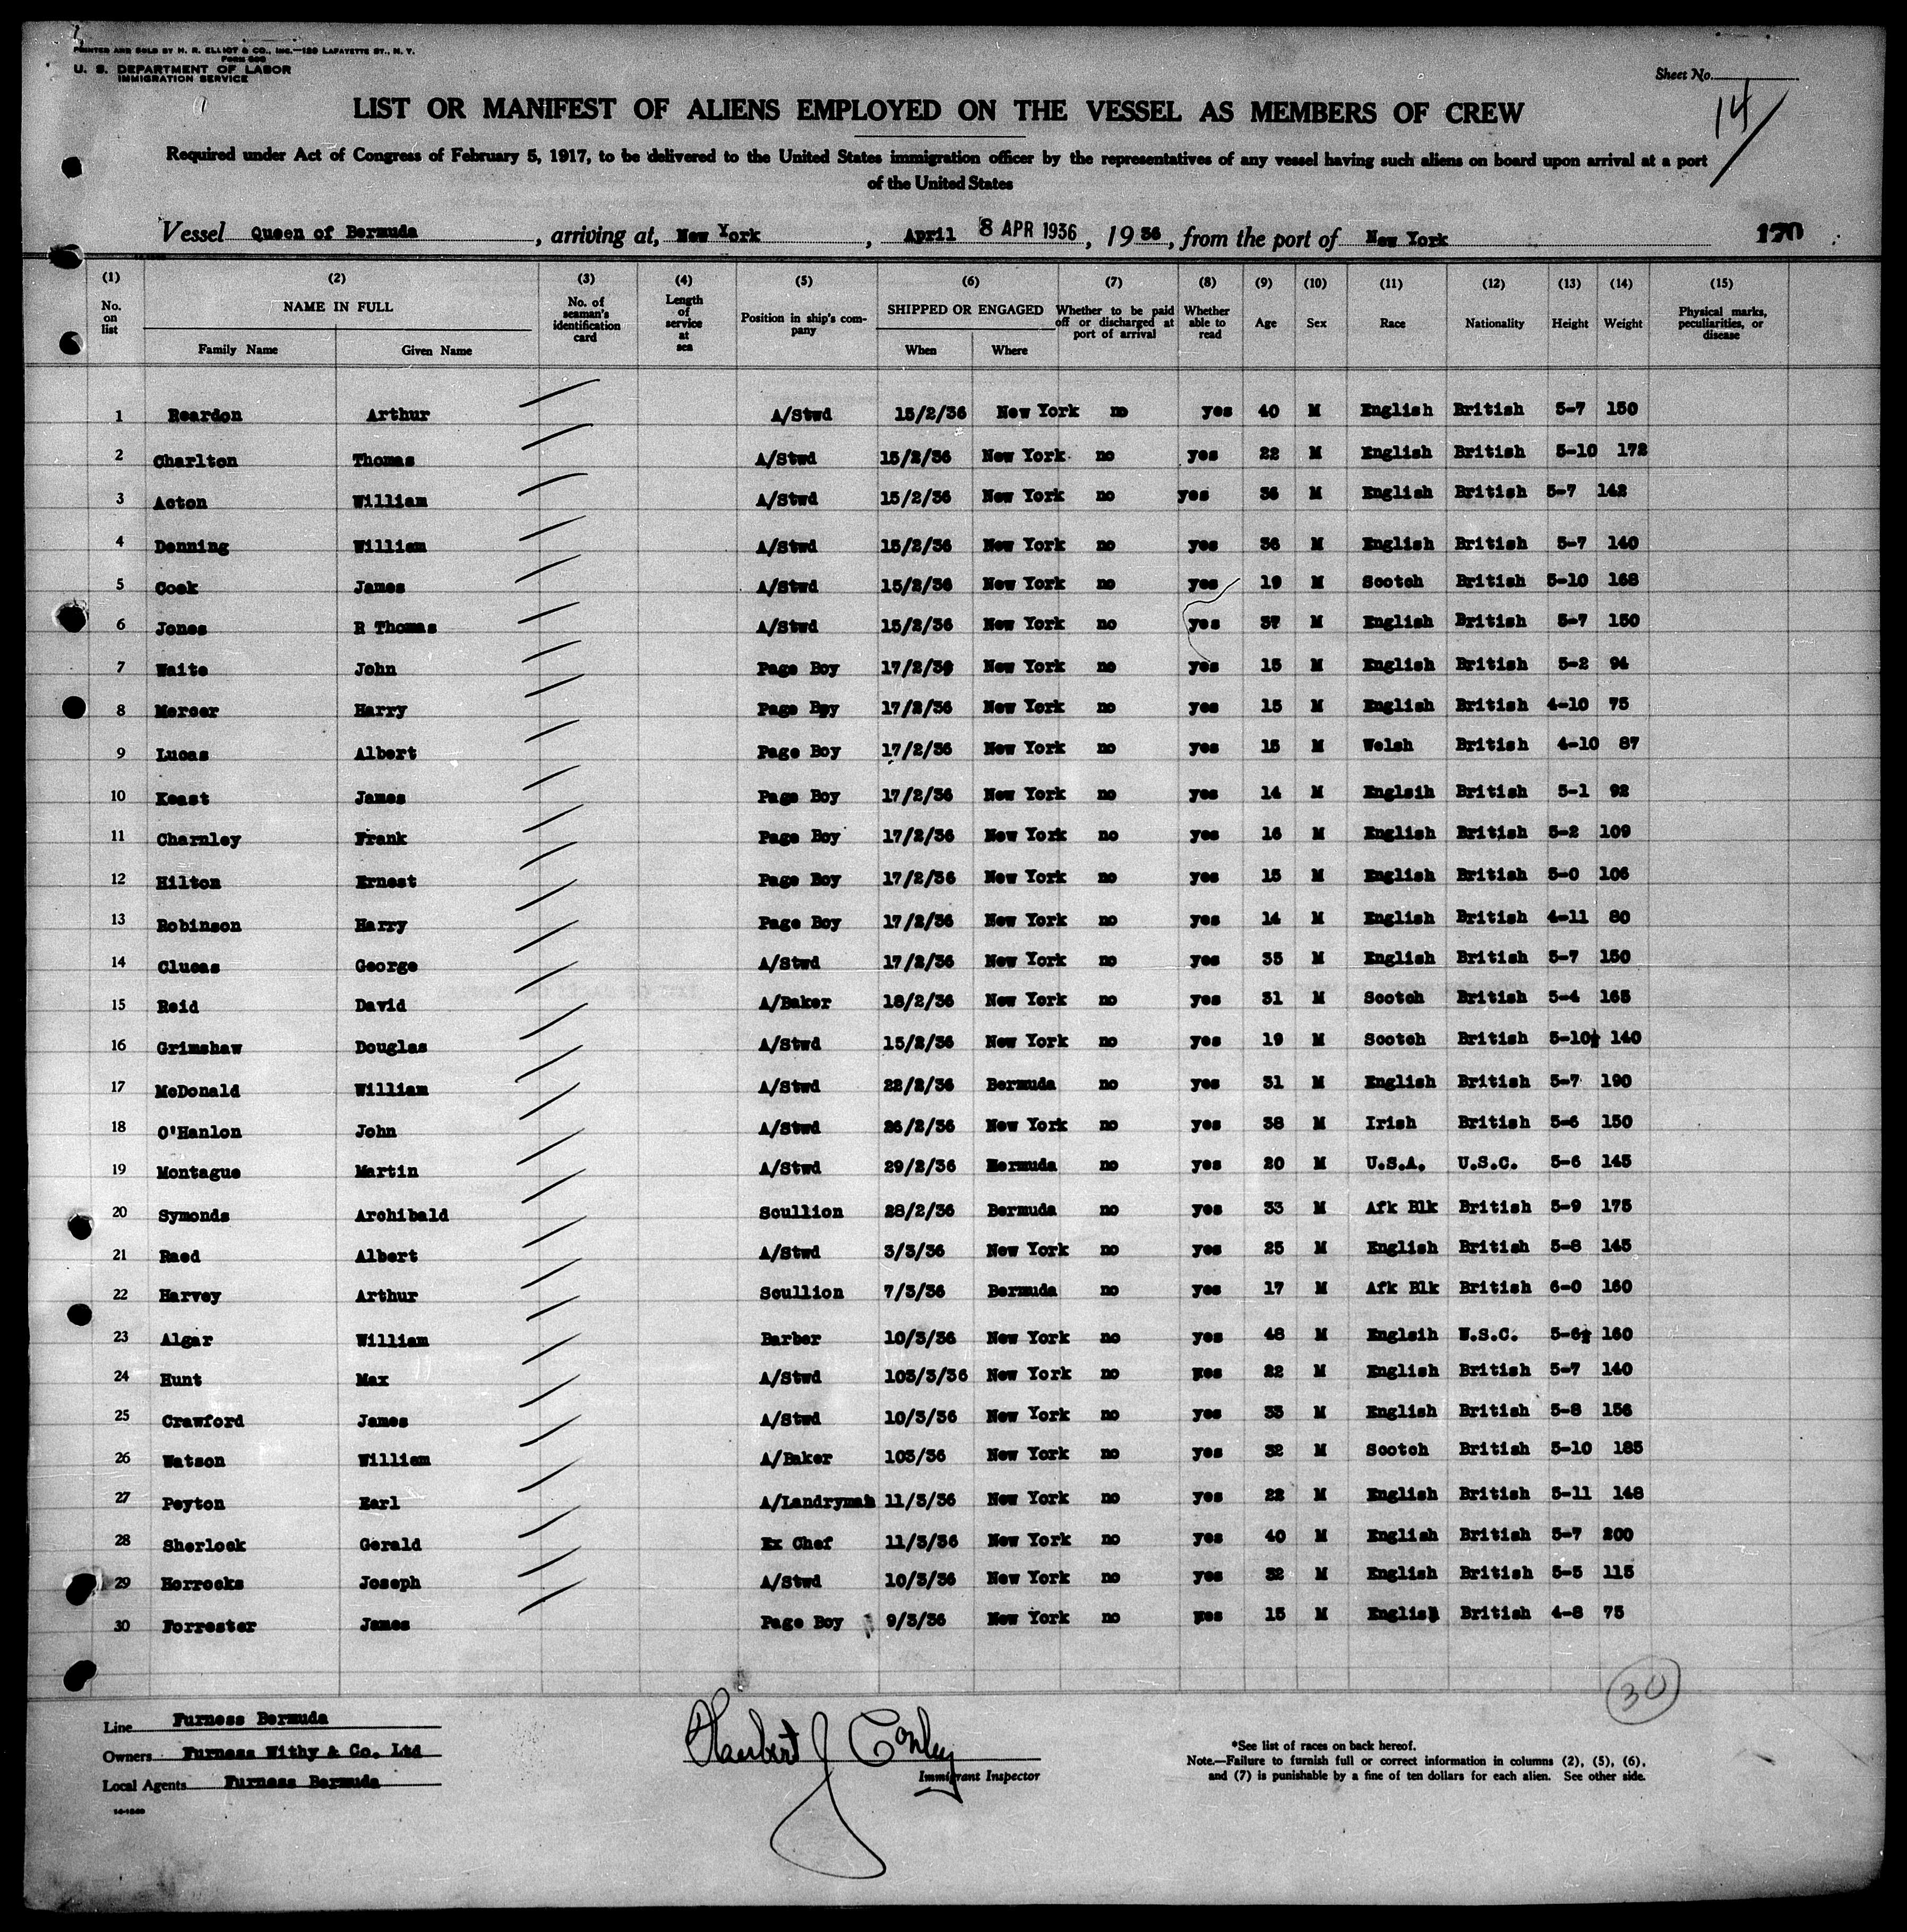 PRINTED AND SOLD BY H. R. ELLIOT & CO., INC.—129 LAFAYETTE ST., N. Y.
Form 689
U. S. DEPARTMENT OF LABOR
IMMIGRATION SERVICE
Sheet No.
14
LIST OR MANIFEST OF ALIENS EMPLOYED ON THE VESSEL AS MEMBERS OF CREW
Required under Act of Congress of February 5, 1917, to be delivered to the United States immigration officer by the representatives of any vessel having such aliens on board upon arrival at a port
of the United States
Vessel Queen of Bermuda, arriving at, New York, April 8 APR 1936, 1936, from the port of New York 170
(1) (2) (3) (4) (5) (6) (7) (8) (9) (10) (11) (12) (13) (14) (15)
No. on list NAME IN FULL Family Name Given Name No. of seaman's identification card Length of service at sea Position in ship's company SHIPPED OR ENGAGED When Where Whether to be paid off or discharged at port of arrival Whether able to read Age Sex Race Nationality Height Weight Physical marks, peculiarities, or disease
1 Reardon Arthur A/Stwd 15/2/36 New York no yes 40 M English British 5-7 150
2 Charlton Thomas A/Stwd 15/2/36 New York no yes 22 M English British 5-10 172
3 Acton William A/Stwd 15/2/36 New York no yes 36 M English British 5-7 142
4 Denning William A/Stwd 15/2/36 New York no yes 36 M English British 5-7 140
5 Cook James A/Stwd 15/2/36 New York no yes 19 M Scotch British 5-10 168
6 Jones R Thomas A/Stwd 15/2/36 New York no yes 37 M English British 5-7 150
7 Waite John Page Boy 17/2/36 New York no yes 15 M English British 5-2 94
8 Mercer Harry Page Boy 17/2/36 New York no yes 15 M English British 4-10 75
9 Lucas Albert Page Boy 17/2/36 New York no yes 15 M Welsh British 4-10 87
10 Keast James Page Boy 17/2/36 New York no yes 14 M Englsih British 5-1 92
11 Charnley Frank Page Boy 17/2/36 New York no yes 16 M English British 5-2 109
12 Hilton Ernest Page Boy 17/2/36 New York no yes 15 M English British 5-0 106
13 Robinson Harry Page Boy 17/2/36 New York no yes 14 M English British 4-11 80
14 Clucas George A/Stwd 17/2/36 New York no yes 35 M English British 5-7 150
15 Reid David A/Baker 18/2/36 New York no yes 31 M Scotch British 5-4 165
16 Grimshaw Douglas A/Stwd 15/2/36 New York no yes 19 M Scotch British 5-10½ 140
17 McDonald William A/Stwd 22/2/36 Bermuda no yes 31 M English British 5-7 190
18 O'Hanlon John A/Stwd 26/2/36 New York no yes 38 M Irish British 5-6 150
19 Montague Martin A/Stwd 29/2/36 Bermuda no yes 20 M U.S.A. U.S.C. 5-6 145
20 Symonds Archibald Scullion 28/2/36 Bermuda no yes 33 M Afk Blk British 5-9 175
21 Raed Albert A/Stwd 3/3/36 New York no yes 25 M English British 5-8 145
22 Harvey Arthur Scullion 7/3/36 Bermuda no yes 17 M Afk Blk British 6-0 160
23 Algar William Barber 10/3/36 New York no yes 48 M Englsih U.S.C. 5-6½ 160
24 Hunt Max A/Stwd 103/3/36 New York no yes 22 M English British 5-7 140
25 Crawford James A/Stwd 10/3/36 New York no yes 33 M English British 5-8 156
26 Watson William A/Baker 103/36 New York no yes 32 M Scotch British 5-10 185
27 Peyton Earl A/Landryman 11/3/36 New York no yes 22 M English British 5-11 148
28 Sherlock Gerald Ex Chef 11/3/36 New York no yes 40 M English British 5-7 200
29 Horrocks Joseph A/Stwd 10/3/36 New York no yes 32 M English British 5-5 115
30 Forrester James Page Boy 9/3/36 New York no yes 15 M English British 4-8 75
30
Line Furness Bermuda
Owners Furness Withy & Co. Ltd
Local Agents Furness Bermuda
Herbert J Conley
Immigrant Inspector
*See list of races on back hereof.
Note.—Failure to furnish full or correct information in columns (2), (5), (6),
and (7) is punishable by a fine of ten dollars for each alien. See other side.